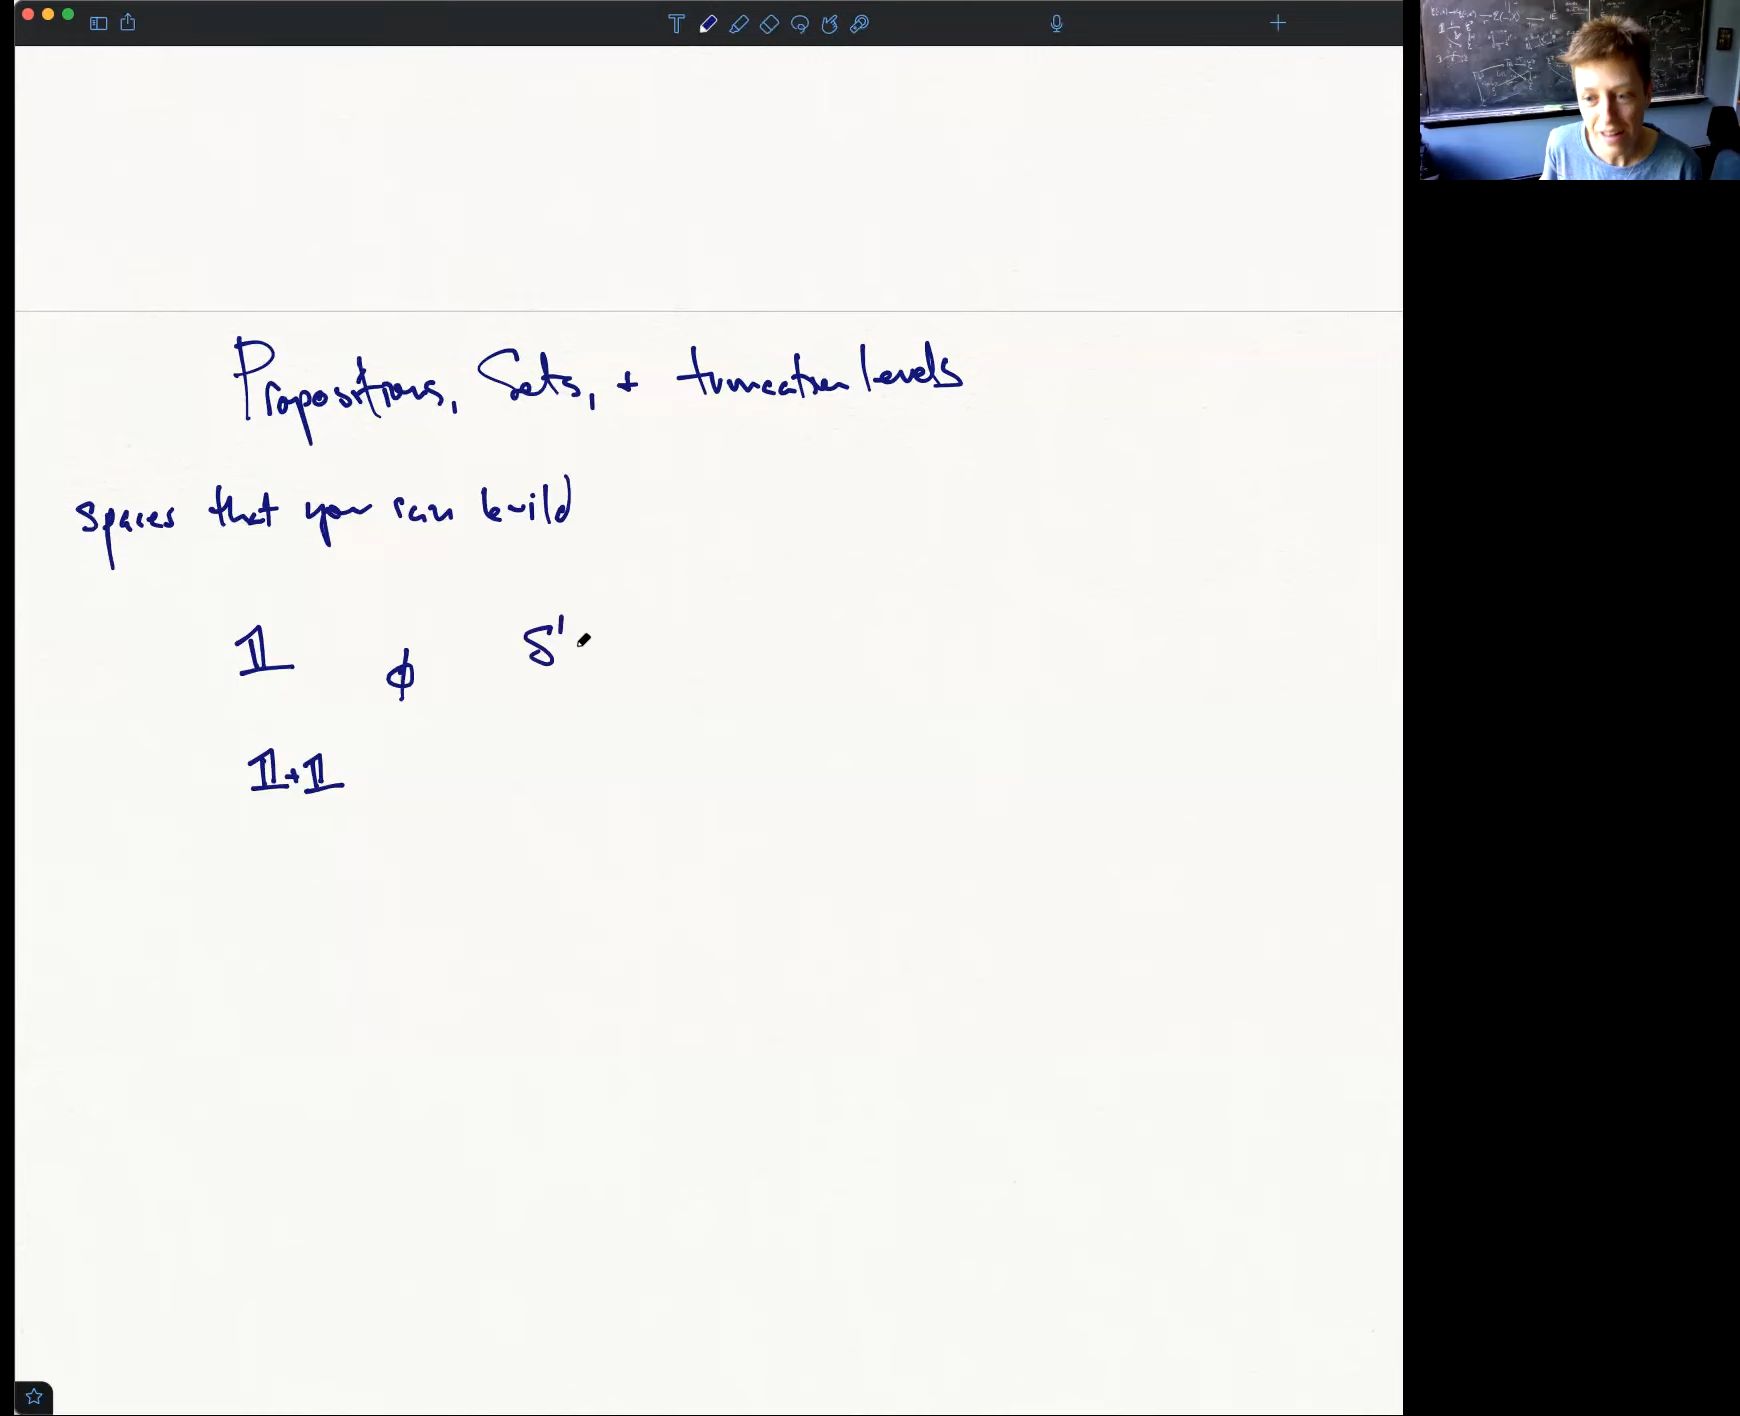 Propositions, Sets, + truncation levels
spaces that you can build
𝟙 ϕ S¹
𝟙+𝟙